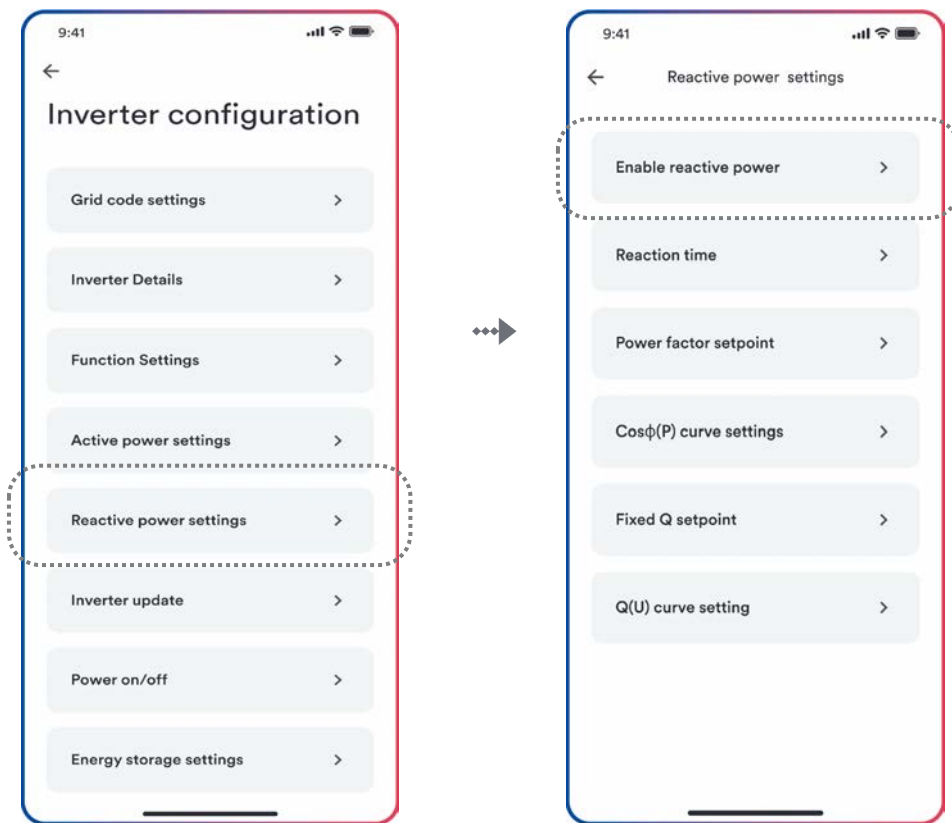 9:41
Inverter configuration
Grid code settings
Inverter Details
Function Settings
Active power settings
Reactive power settings
Inverter update
Power on/off
Energy storage settings
9:41
Reactive power settings
Enable reactive power
Reaction time
Power factor setpoint
Cosϕ(P) curve settings
Fixed Q setpoint
Q(U) curve setting